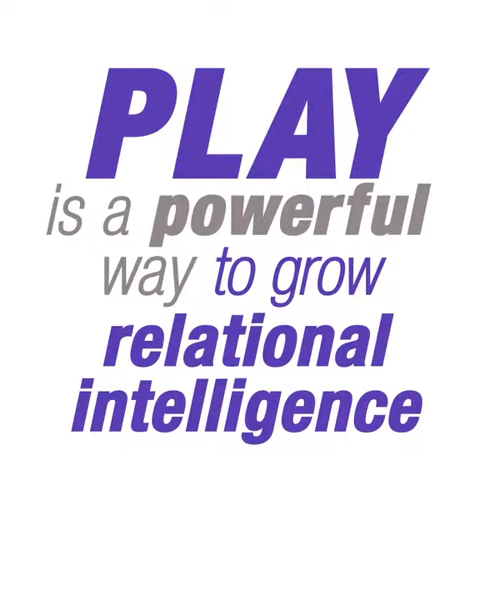 PLAY
is a powerful
way to grow
relational
intelligence